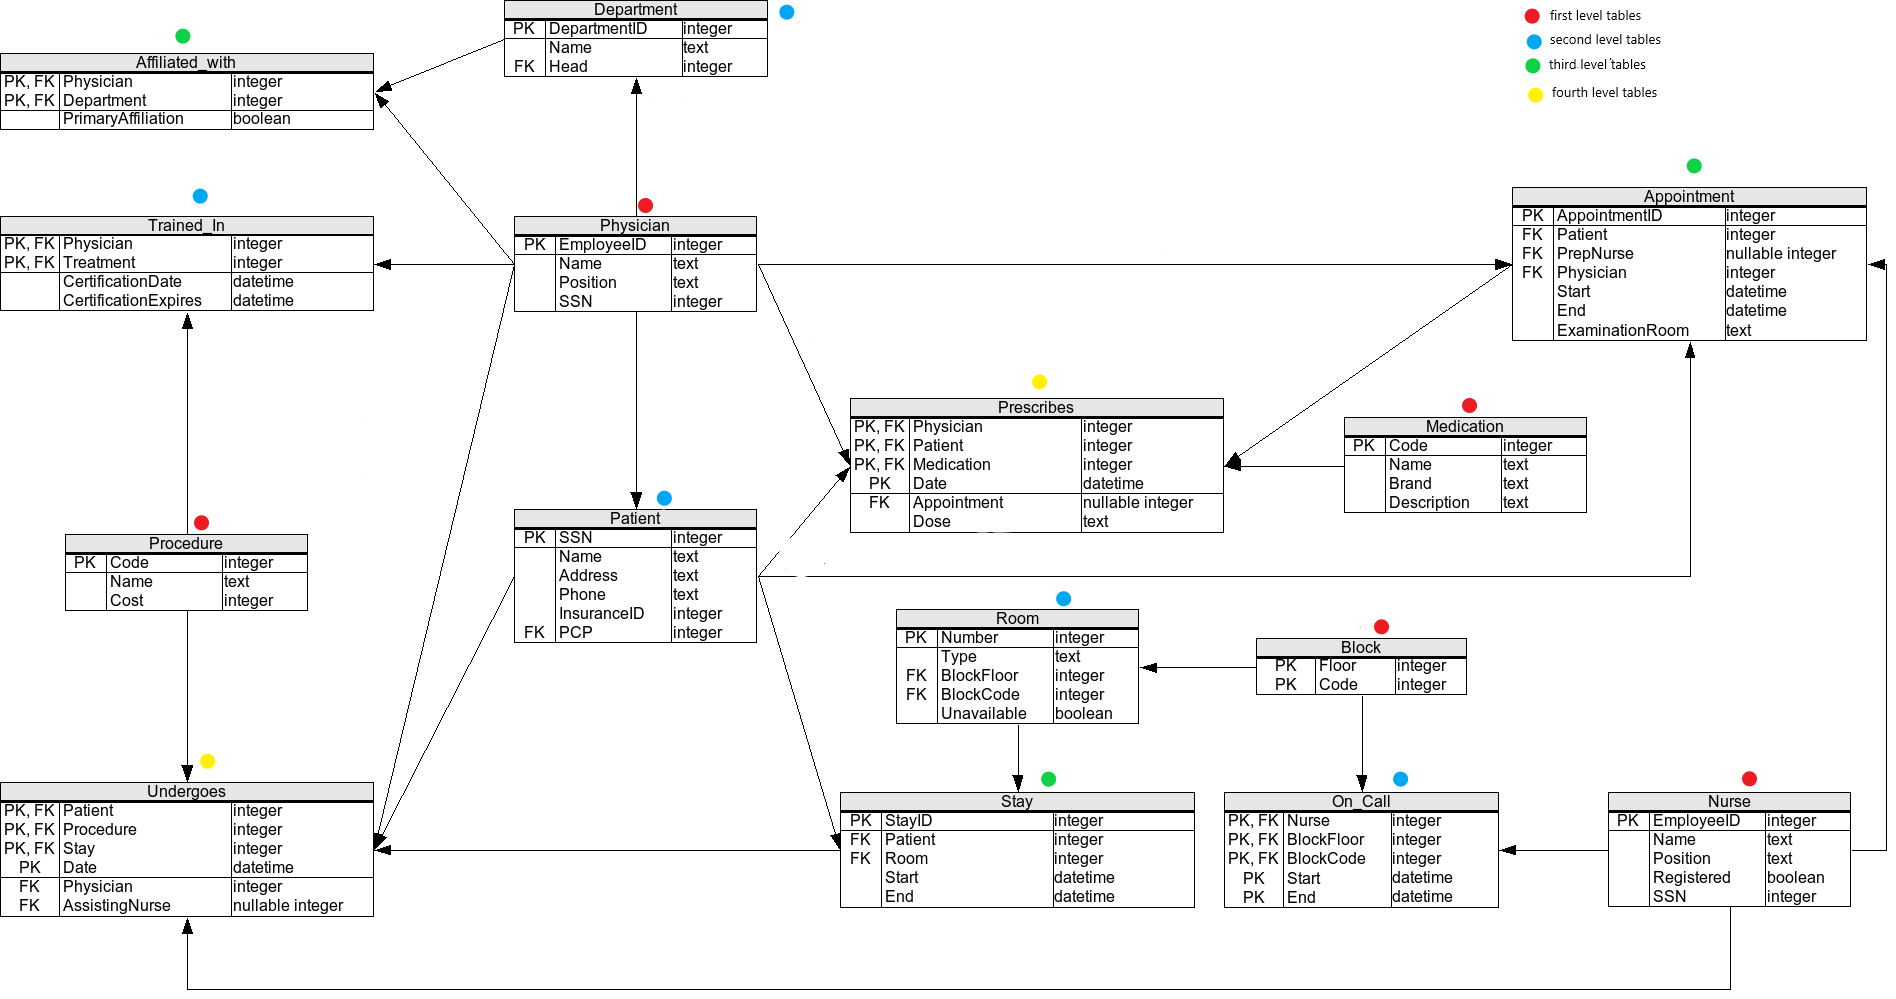 Department
PK DepartmentID integer
Name text
FK Head integer
first level tables
second level tables
third level tables
fourth level tables
Affiliated_with
PK, FK Physician integer
PK, FK Department integer
PrimaryAffiliation boolean
Trained_In
PK, FK Physician integer
PK, FK Treatment integer
CertificationDate datetime
CertificationExpires datetime
Physician
PK EmployeeID integer
Name text
Position text
SSN integer
Appointment
PK AppointmentID integer
FK Patient integer
FK PrepNurse nullable integer
FK Physician integer
Start datetime
End datetime
ExaminationRoom text
Prescribes
PK, FK Physician integer
PK, FK Patient integer
PK, FK Medication integer
PK Date datetime
FK Appointment nullable integer
Dose text
Medication
PK Code integer
Name text
Brand text
Description text
Procedure
PK Code integer
Name text
Cost integer
Patient
PK SSN integer
Name text
Address text
Phone text
InsuranceID integer
FK PCP integer
Room
PK Number integer
Type text
FK BlockFloor integer
FK BlockCode integer
Unavailable boolean
Block
PK Floor integer
PK Code integer
Undergoes
PK, FK Patient integer
PK, FK Procedure integer
PK, FK Stay integer
PK Date datetime
FK Physician integer
FK AssistingNurse nullable integer
Stay
PK StayID integer
FK Patient integer
FK Room integer
Start datetime
End datetime
On_Call
PK, FK Nurse integer
PK, FK BlockFloor integer
PK, FK BlockCode integer
PK Start datetime
PK End datetime
Nurse
PK EmployeeID integer
Name text
Position text
Registered boolean
SSN integer